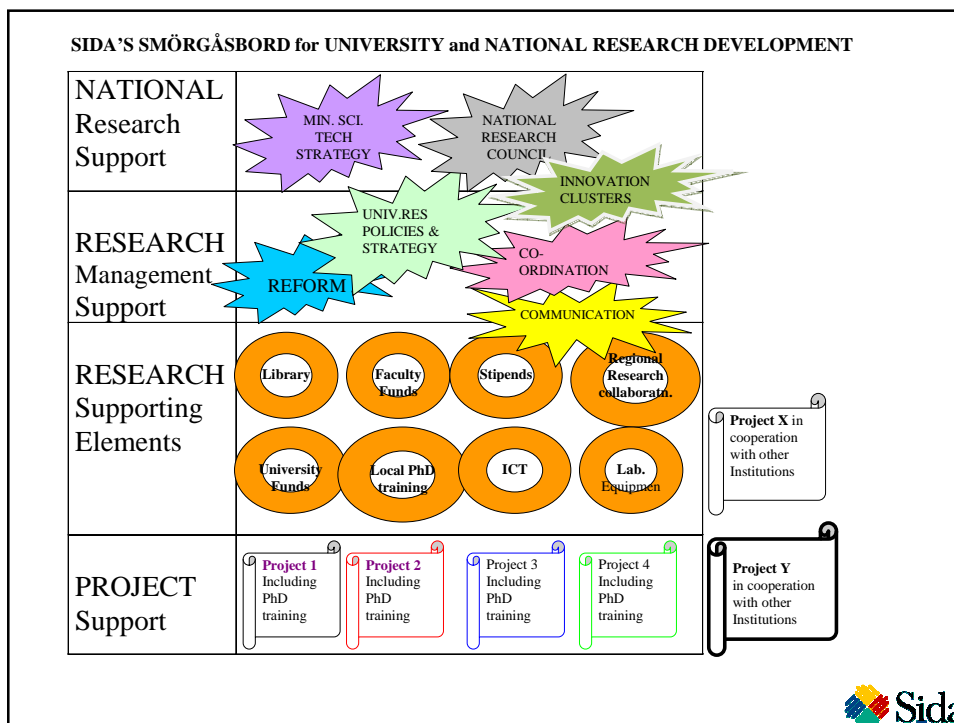 SIDA'S SMÖRGÅSBORD for UNIVERSITY and NATIONAL RESEARCH DEVELOPMENT
NATIONAL
Research
Support
MIN. SCI.
TECH
STRATEGY
NATIONAL
RESEARCH
COUNCIL
INNOVATION
CLUSTERS
RESEARCH
Management
Support
UNIV.RES
POLICIES &
STRATEGY
REFORM
CO-
ORDINATION
COMMUNICATION
RESEARCH
Supporting
Elements
Library
Faculty
Funds
Stipends
Regional
Research
collaboratn.
University
Funds
Local PhD
training
ICT
Lab.
Equipmen
Project X in
cooperation
with other
Institutions
PROJECT
Support
Project 1
Including
PhD
training
Project 2
Including
PhD
training
Project 3
Including
PhD
training
Project 4
Including
PhD
training
Project Y
in cooperation
with other
Institutions
Sida